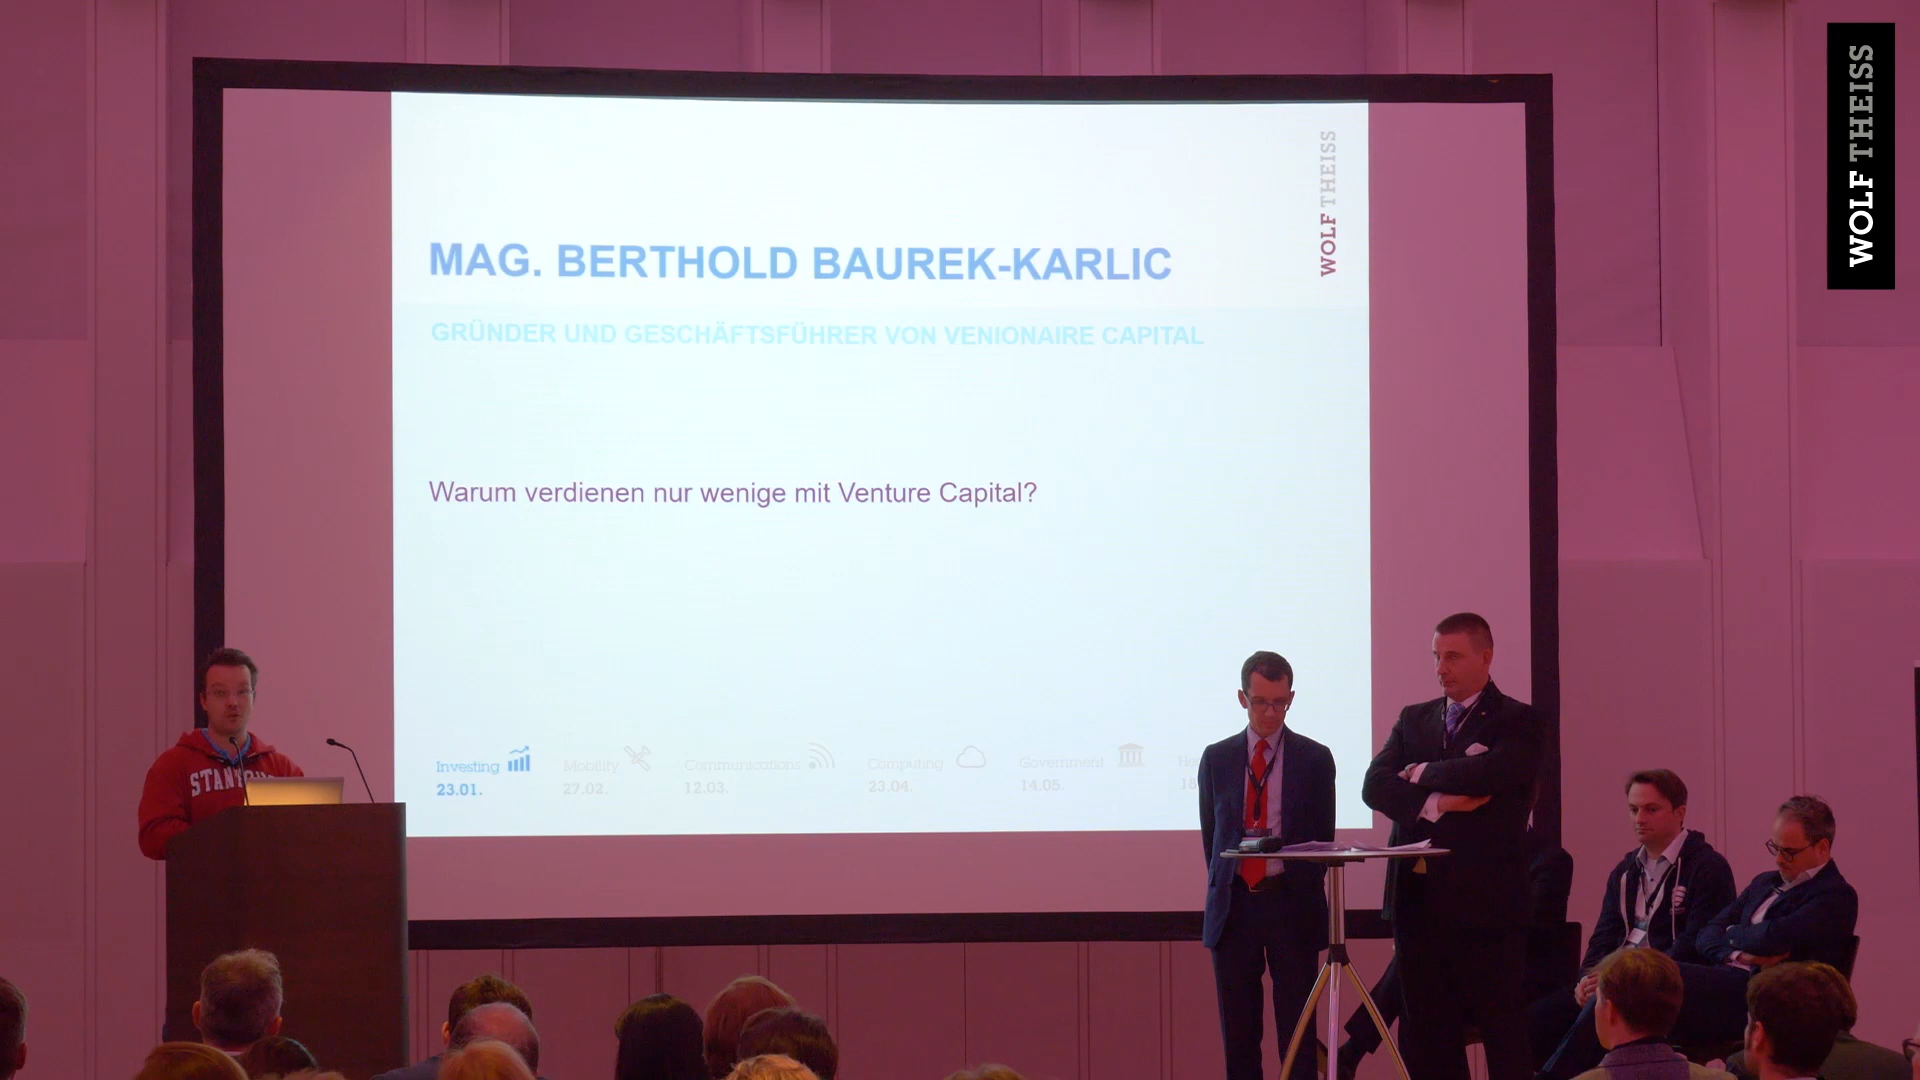 MAG. BERTHOLD BAUREK-KARLIC
GRÜNDER UND GESCHÄFTSFÜHRER VON VENIONAIRE CAPITAL
Warum verdienen nur wenige mit Venture Capital?
WOLF THEISS
Investing
23.01.
Mobility
27.02.
Communications
12.03.
Computing
23.04.
Government
14.05.
WOLF THEISS